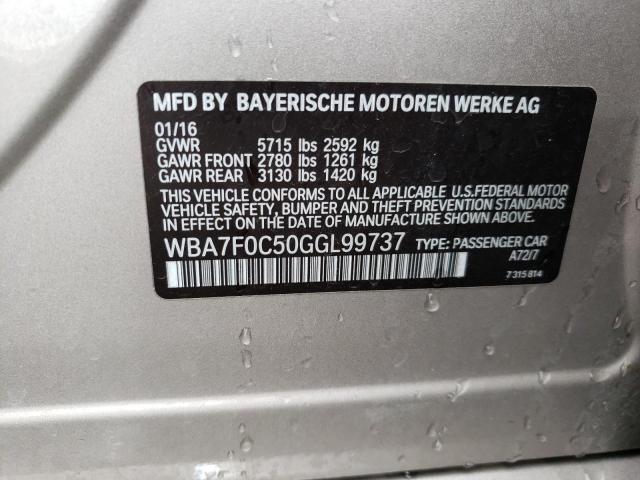 MFD BY BAYERISCHE MOTOREN WERKE AG
01/16
GVWR 5715 lbs 2592 kg
GAWR FRONT 2780 lbs 1261 kg
GAWR REAR 3130 lbs 1420 kg
THIS VEHICLE CONFORMS TO ALL APPLICABLE U.S.FEDERAL MOTOR
VEHICLE SAFETY, BUMPER AND THEFT PREVENTION STANDARDS
IN EFFECT ON THE DATE OF MANUFACTURE SHOWN ABOVE.
WBA7F0C50GGL99737 TYPE: PASSENGER CAR
A72/7
7 315 814